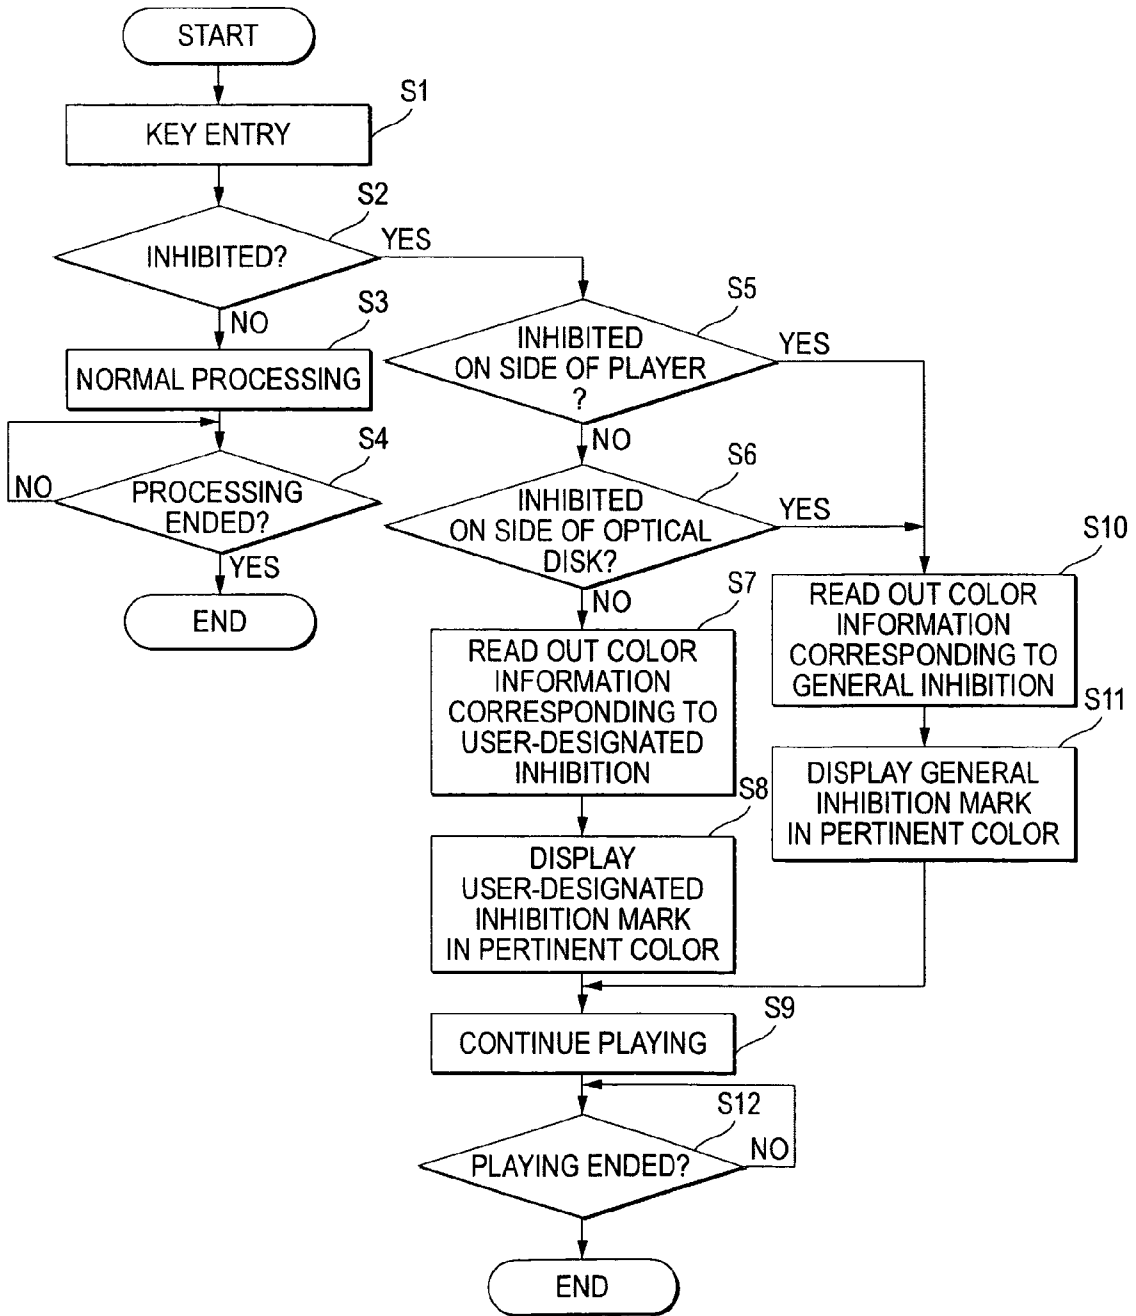 START
S1
KEY ENTRY
S2
INHIBITED?
YES
NO
S3
NORMAL PROCESSING
S4
PROCESSING
ENDED?
NO
YES
END
S5
INHIBITED
ON SIDE OF PLAYER
?
YES
NO
S6
INHIBITED
ON SIDE OF OPTICAL
DISK?
YES
NO
S7
READ OUT COLOR
INFORMATION
CORRESPONDING TO
USER-DESIGNATED
INHIBITION
S8
DISPLAY
USER-DESIGNATED
INHIBITION MARK
IN PERTINENT COLOR
S10
READ OUT COLOR
INFORMATION
CORRESPONDING TO
GENERAL INHIBITION
S11
DISPLAY GENERAL
INHIBITION MARK
IN PERTINENT COLOR
S9
CONTINUE PLAYING
S12
PLAYING ENDED?
NO
END